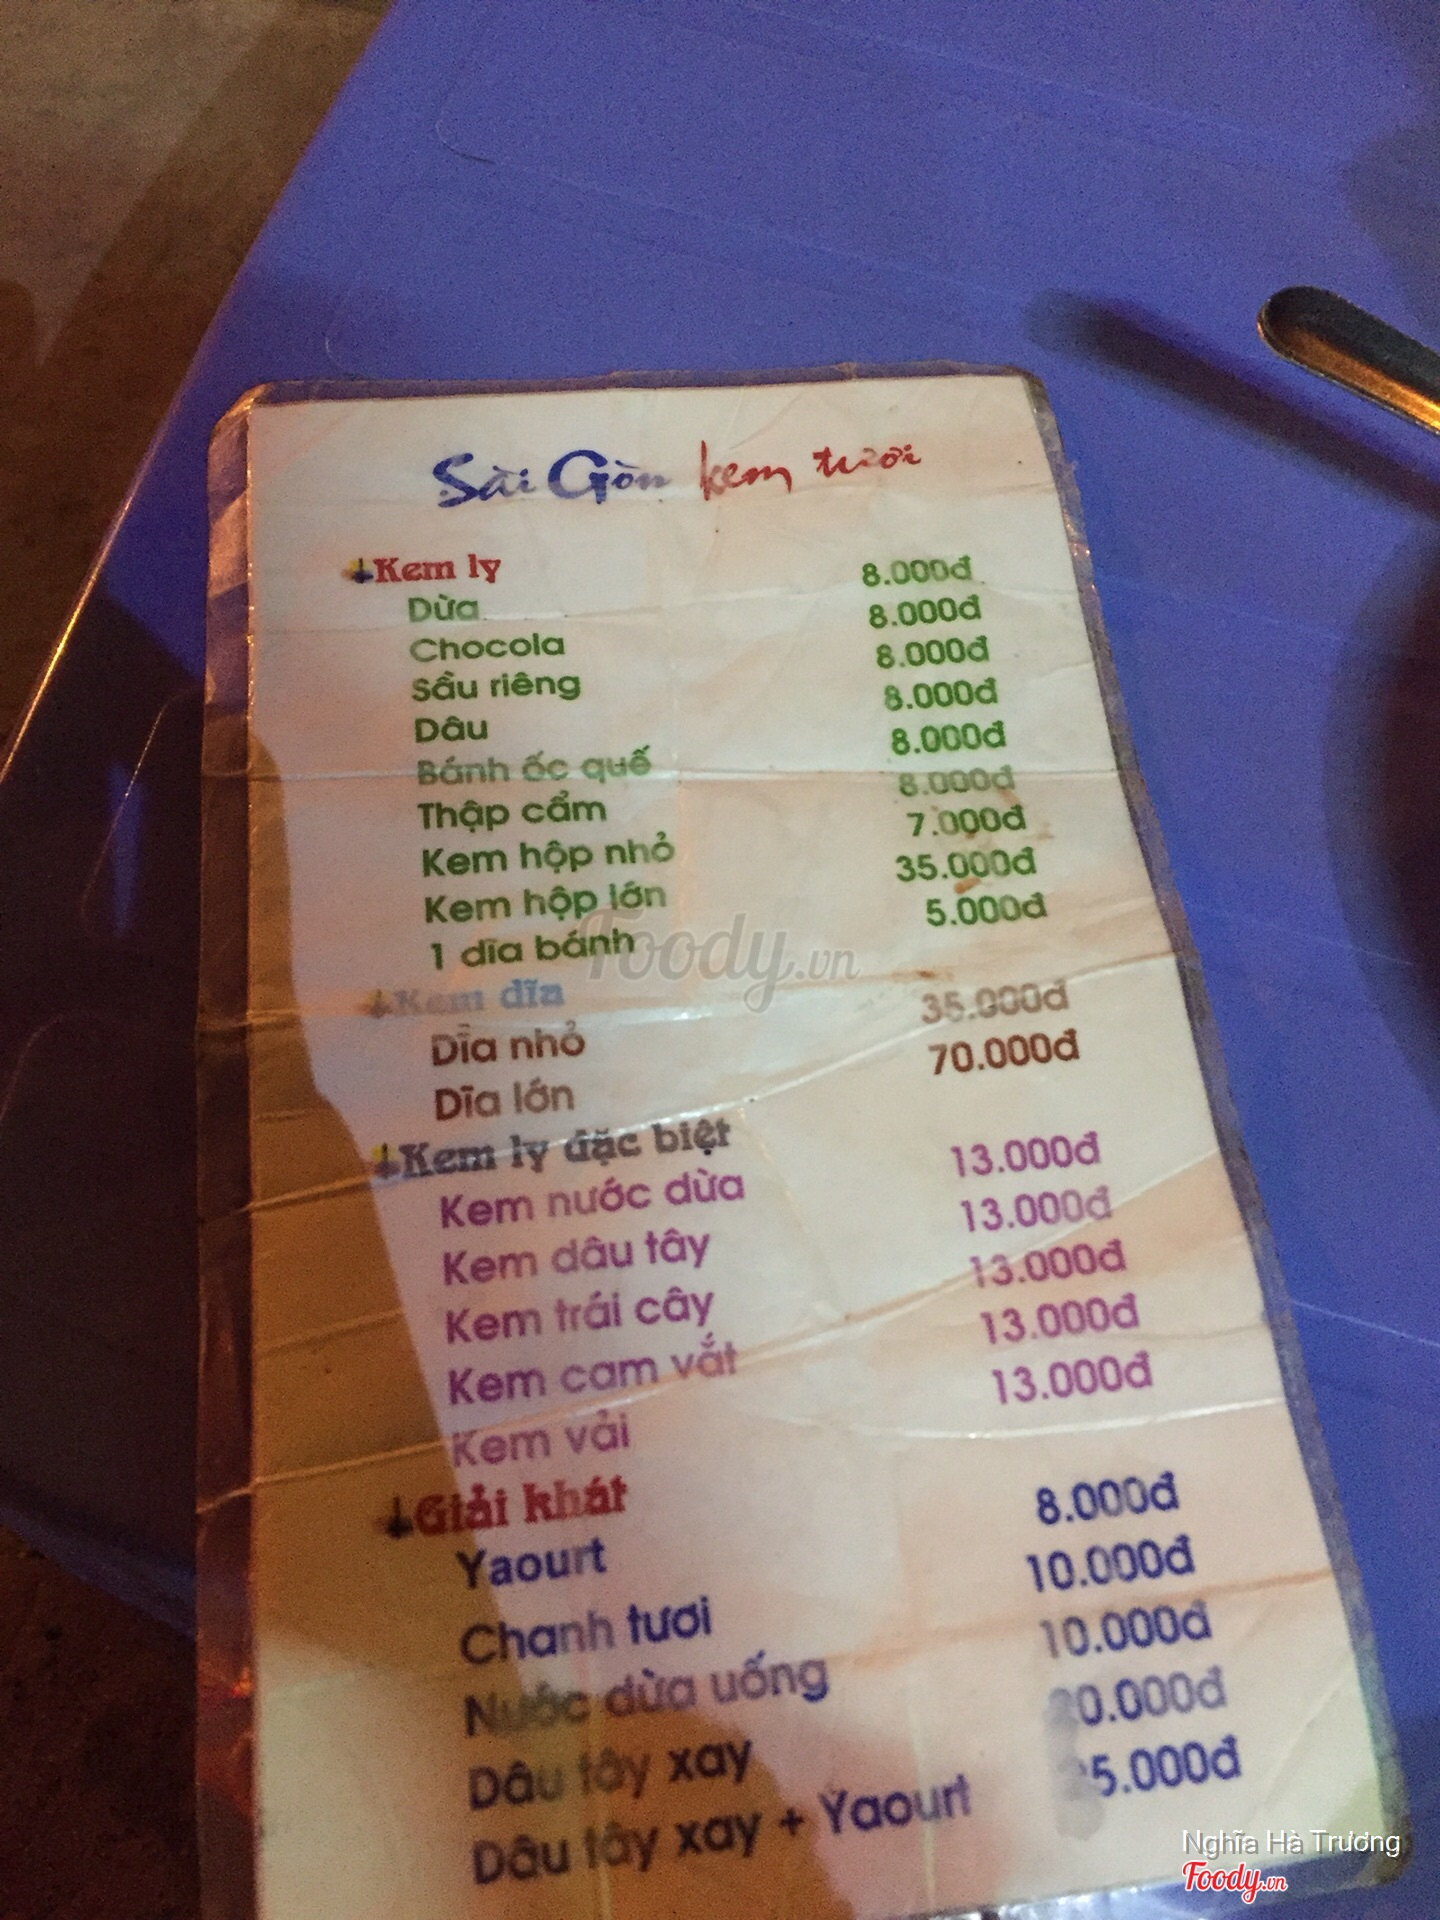 Sài Gòn kem tươi
Kem ly
Dừa 8.000đ
Chocola 8.000đ
Sầu riêng 8.000đ
Dâu 8.000đ
Bánh ốc quế 8.000đ
Thập cẩm 8.000đ
Kem hộp nhỏ 7.000đ
Kem hộp lớn 35.000đ
1 dĩa bánh 5.000đ
Kem dĩa
Dĩa nhỏ 35.000đ
Dĩa lớn 70.000đ
Kem ly đặc biệt
Kem nước dừa 13.000đ
Kem dâu tây 13.000đ
Kem trái cây 13.000đ
Kem cam vắt 13.000đ
Kem vải 13.000đ
Giải khát
Yaourt 8.000đ
Chanh tươi 10.000đ
Nước dừa uống 10.000đ
Dâu tây xay
Dâu tây xay + Yaourt
Foody.vn
Nghĩa Hà Trương
Foody.vn